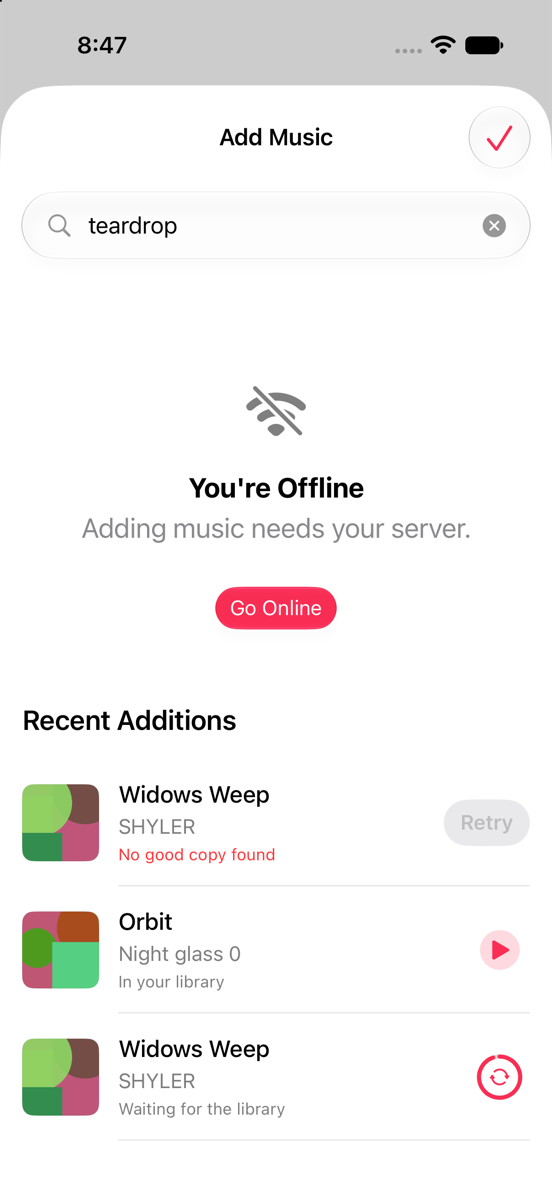 8:47
Add Music
teardrop
You're Offline
Adding music needs your server.
Go Online
Recent Additions
Widows Weep
SHYLER
No good copy found
Retry
Orbit
Night glass 0
In your library
Widows Weep
SHYLER
Waiting for the library